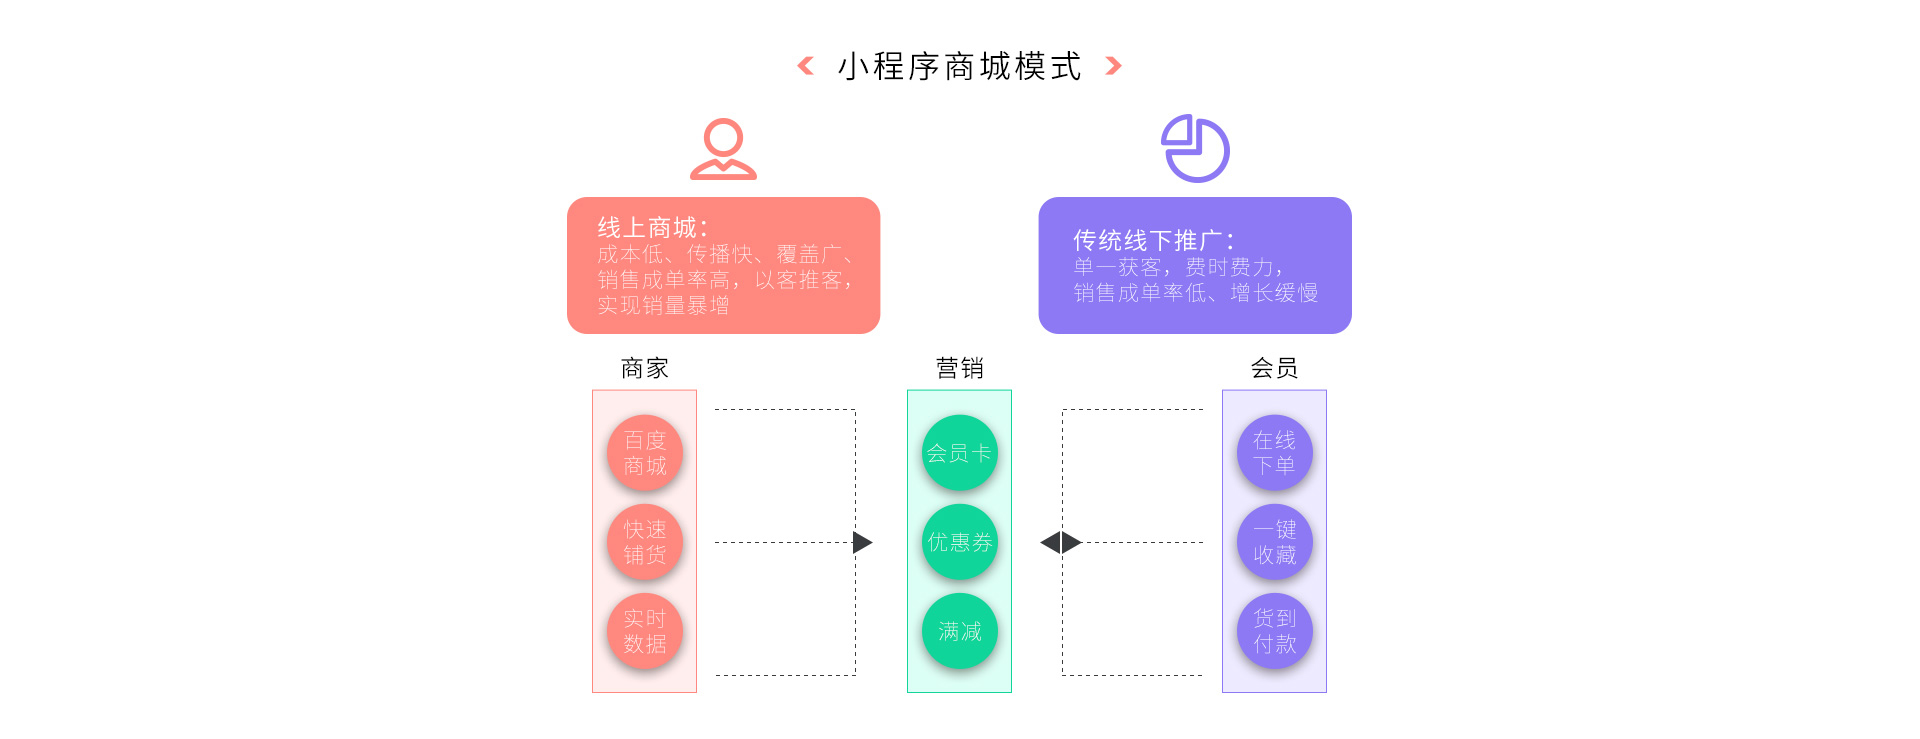 小程序商城模式
线上商城：
成本低、传播快、覆盖广、
销售成单率高，以客推客，
实现销量暴增
传统线下推广：
单一获客，费时费力，
销售成单率低、增长缓慢
商家
百度
商城
快速
铺货
实时
数据
营销
会员卡
优惠券
满减
会员
在线
下单
一键
收藏
货到
付款